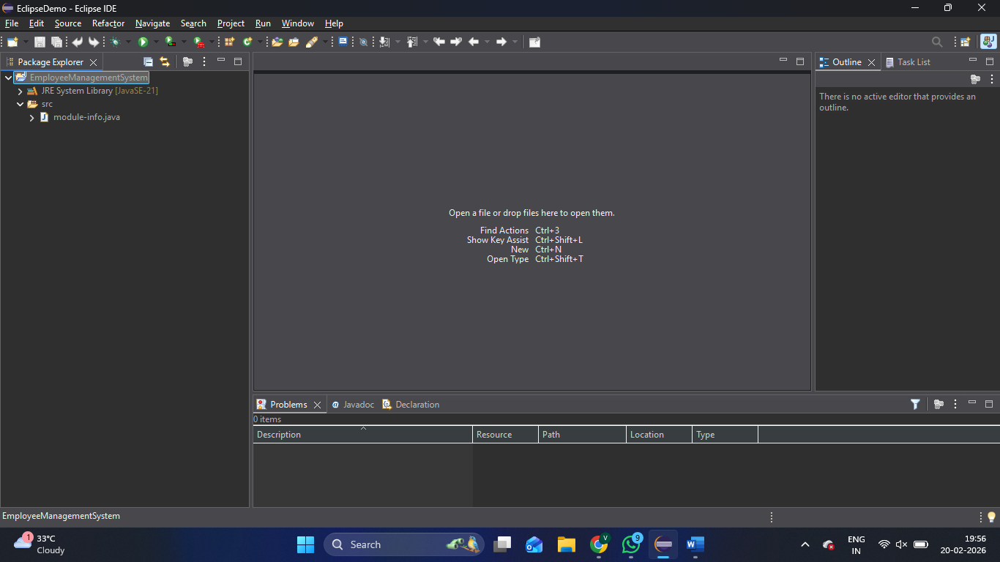 EclipseDemo - Eclipse IDE
File Edit Source Refactor Navigate Search Project Run Window Help
Package Explorer
EmployeeManagementSystem
JRE System Library [JavaSE-21]
src
module-info.java
Open a file or drop files here to open them.
Find Actions Ctrl+3
Show Key Assist Ctrl+Shift+L
New Ctrl+N
Open Type Ctrl+Shift+T
Outline Task List
There is no active editor that provides an
outline.
Problems Javadoc Declaration
0 items
Description Resource Path Location Type
EmployeeManagementSystem
1
33°C
Cloudy
Search
V
9
ENG
IN
19:56
20-02-2026